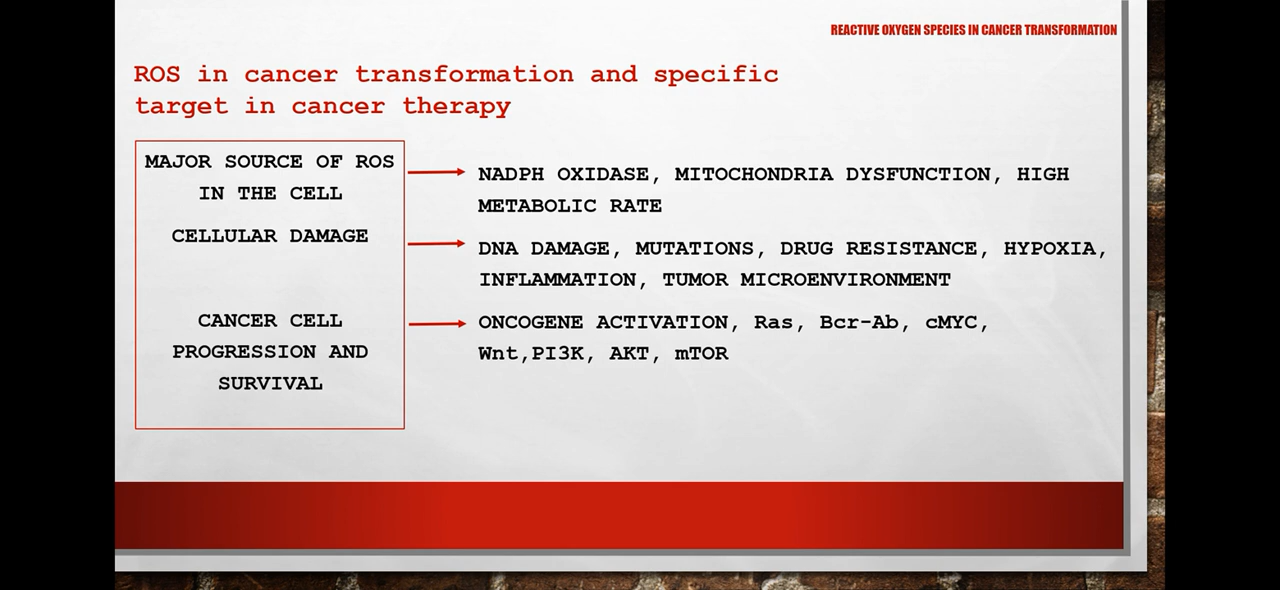 REACTIVE OXYGEN SPECIES IN CANCER TRANSFORMATION
ROS in cancer transformation and specific
target in cancer therapy
MAJOR SOURCE OF ROS
IN THE CELL
NADPH OXIDASE, MITOCHONDRIA DYSFUNCTION, HIGH
METABOLIC RATE
CELLULAR DAMAGE
DNA DAMAGE, MUTATIONS, DRUG RESISTANCE, HYPOXIA,
INFLAMMATION, TUMOR MICROENVIRONMENT
CANCER CELL
PROGRESSION AND
SURVIVAL
ONCOGENE ACTIVATION, Ras, Bcr-Ab, cMYC,
Wnt,PI3K, AKT, mTOR